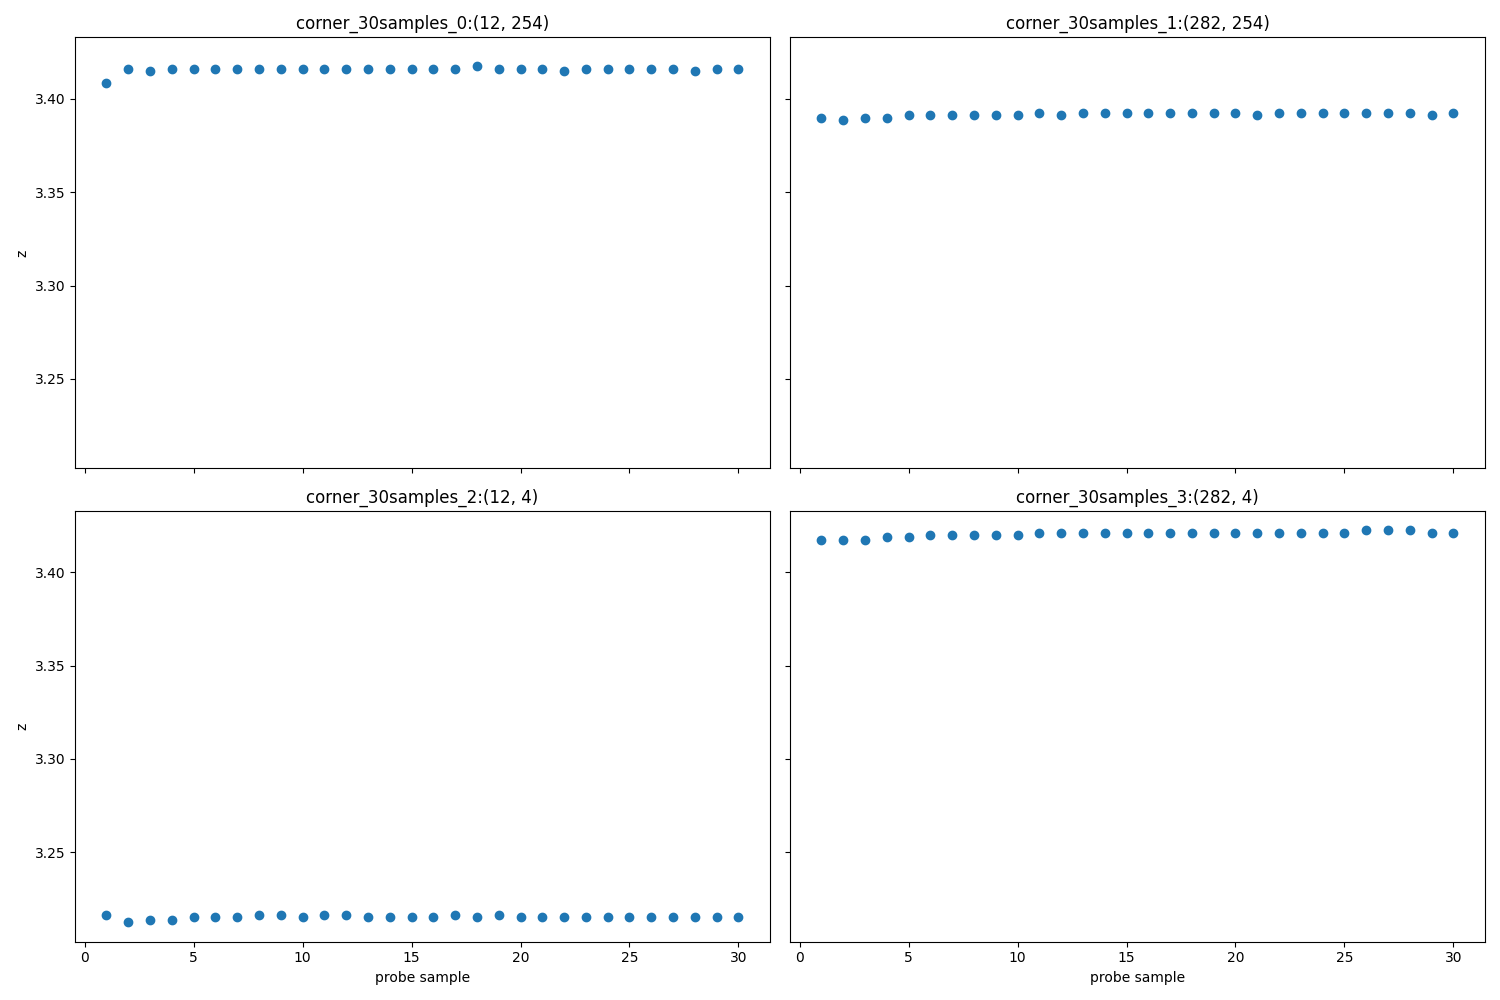 corner_30samples_0:(12, 254)
corner_30samples_1:(282, 254)
3.40
3.35
3.30
3.25
z
corner_30samples_2:(12, 4)
corner_30samples_3:(282, 4)
3.40
3.35
3.30
3.25
z
0 5 10 15 20 25 30
0 5 10 15 20 25 30
probe sample
probe sample